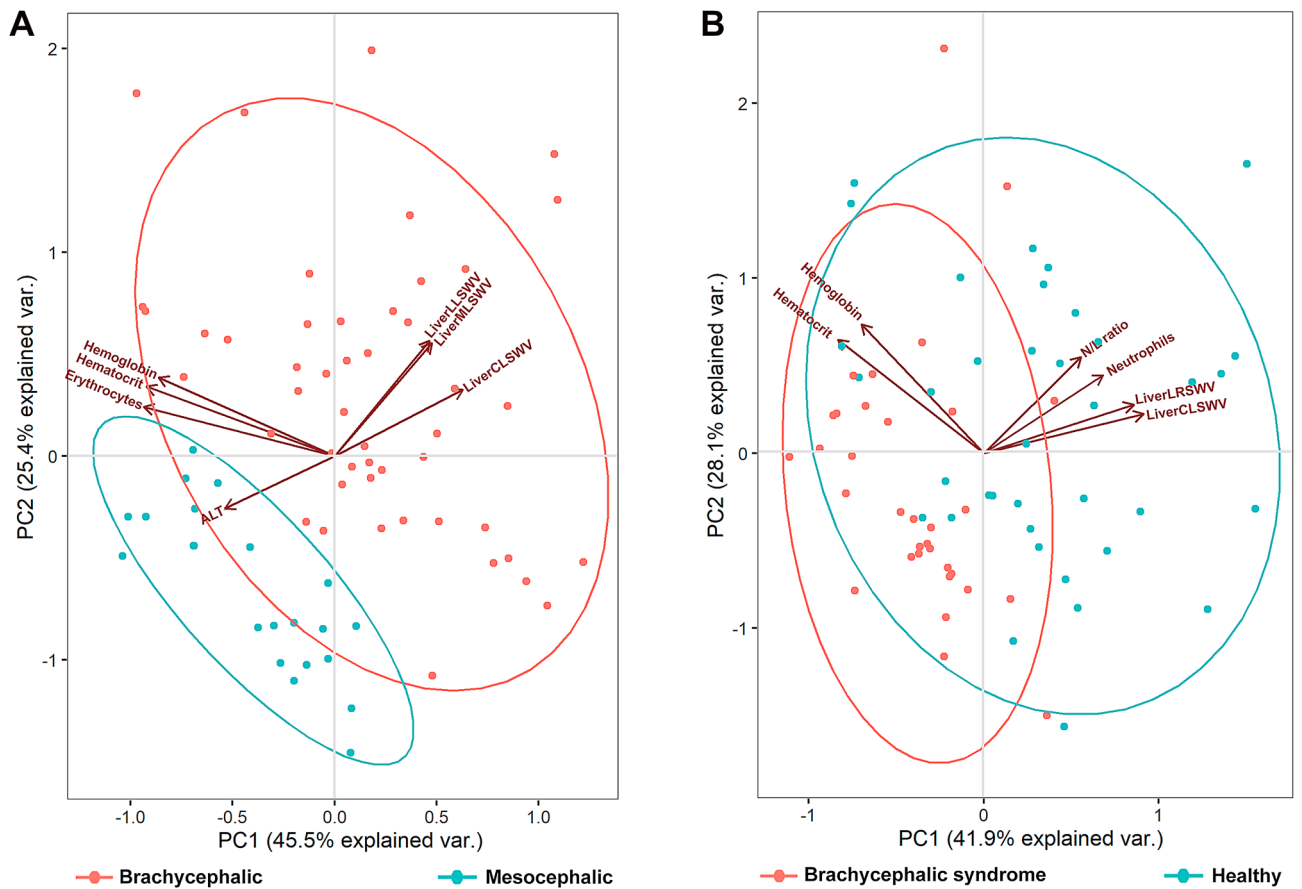 A
B
2
1
0
-1
PC2 (25.4% explained var.)
LiverLLSWV
LiverMLSWV
LiverCLSWV
Hemoglobin
Hematocrit
Erythrocytes
ALT
-1.0
-0.5
0.0
0.5
1.0
PC1 (45.5% explained var.)
Brachycephalic
Mesocephalic
2
1
0
-1
PC2 (28.1% explained var.)
Hemoglobin
Hematocrit
N/L ratio
Neutrophils
LiverLRSWV
LiverCLSWV
-1
0
1
PC1 (41.9% explained var.)
Brachycephalic syndrome
Healthy